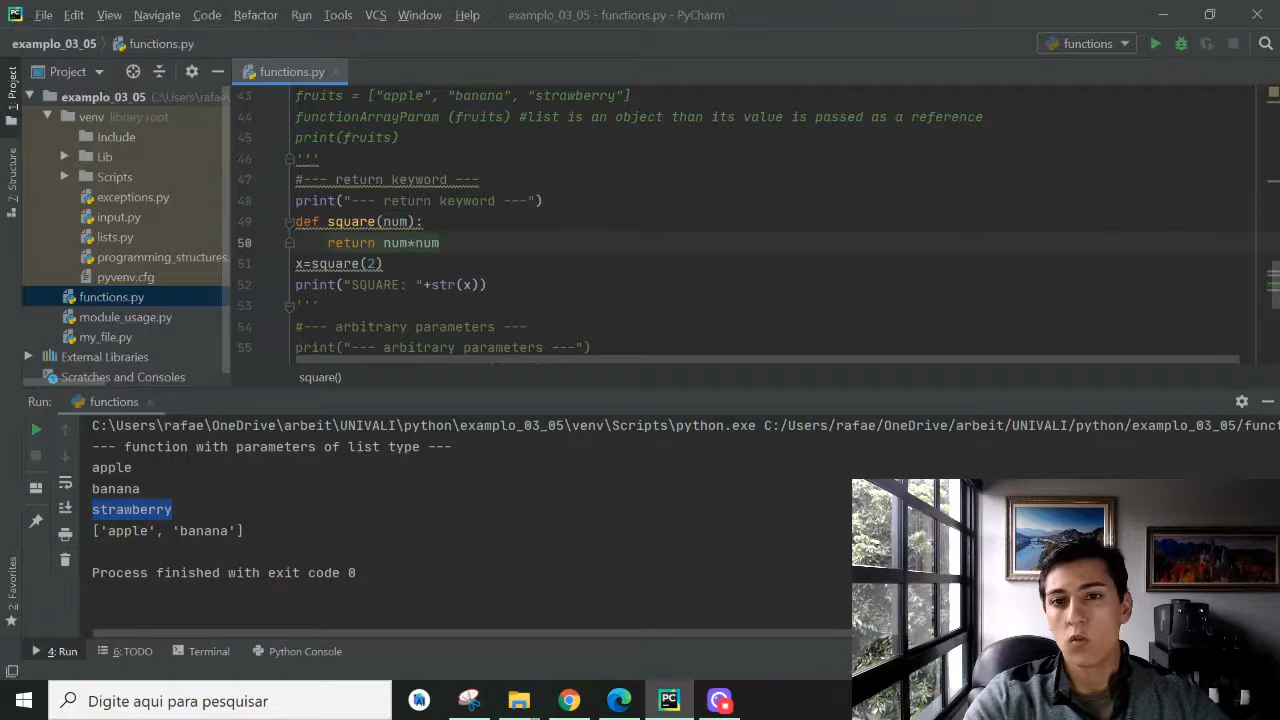 File Edit View Navigate Code Refactor Run Tools VCS Window Help examplo_03_05 - functions.py - PyCharm
examplo_03_05 functions.py functions
1: Project
Project functions.py
examplo_03_05 C:\Users\rafae\
venv library root
Include
Lib
Scripts
exceptions.py
input.py
lists.py
programming_structures.
pyvenv.cfg
functions.py
module_usage.py
my_file.py
External Libraries
Scratches and Consoles
7: Structure
43 fruits = ["apple", "banana", "strawberry"]
44 functionArrayParam (fruits) #list is an object than its value is passed as a reference
45 print(fruits)
46 '''
47 #--- return keyword ---
48 print("--- return keyword ---")
49 def square(num):
50 return num*num
51 x=square(2)
52 print("SQUARE: "+str(x))
53 '''
54 #--- arbitrary parameters ---
55 print("--- arbitrary parameters ---")
square()
Run: functions
C:\Users\rafae\OneDrive\arbeit\UNIVALI\python\examplo_03_05\venv\Scripts\python.exe C:/Users/rafae/OneDrive/arbeit/UNIVALI/python/examplo_03_05/func
--- function with parameters of list type ---
apple
banana
strawberry
['apple', 'banana']
Process finished with exit code 0
2: Favorites
4: Run 6: TODO Terminal Python Console
Digite aqui para pesquisar
PC